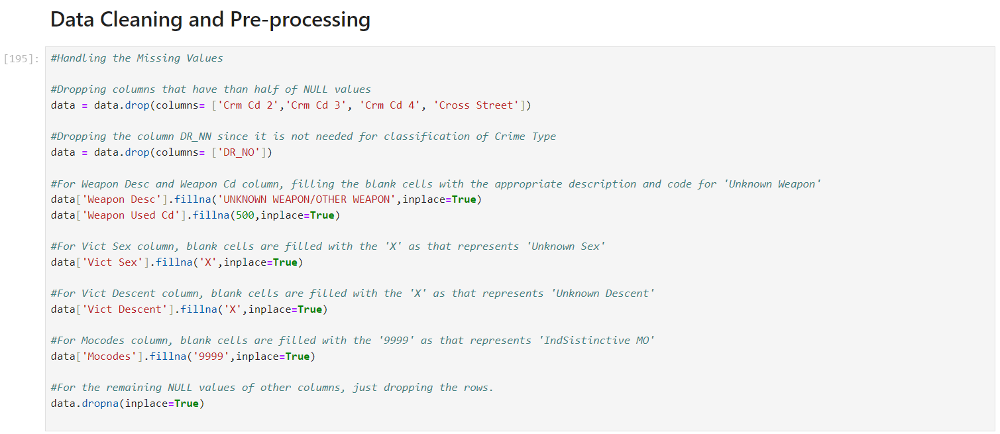 Data Cleaning and Pre-processing
[195]:
#Handling the Missing Values
#Dropping columns that have than half of NULL values
data = data.drop(columns= ['Crm Cd 2','Crm Cd 3', 'Crm Cd 4', 'Cross Street'])
#Dropping the column DR_NN since it is not needed for classification of Crime Type
data = data.drop(columns= ['DR_NO'])
#For Weapon Desc and Weapon Cd column, filling the blank cells with the appropriate description and code for 'Unknown Weapon'
data['Weapon Desc'].fillna('UNKNOWN WEAPON/OTHER WEAPON',inplace=True)
data['Weapon Used Cd'].fillna(500,inplace=True)
#For Vict Sex column, blank cells are filled with the 'X' as that represents 'Unknown Sex'
data['Vict Sex'].fillna('X',inplace=True)
#For Vict Descent column, blank cells are filled with the 'X' as that represents 'Unknown Descent'
data['Vict Descent'].fillna('X',inplace=True)
#For Mocodes column, blank cells are filled with the '9999' as that represents 'IndSistinctive MO'
data['Mocodes'].fillna('9999',inplace=True)
#For the remaining NULL values of other columns, just dropping the rows.
data.dropna(inplace=True)